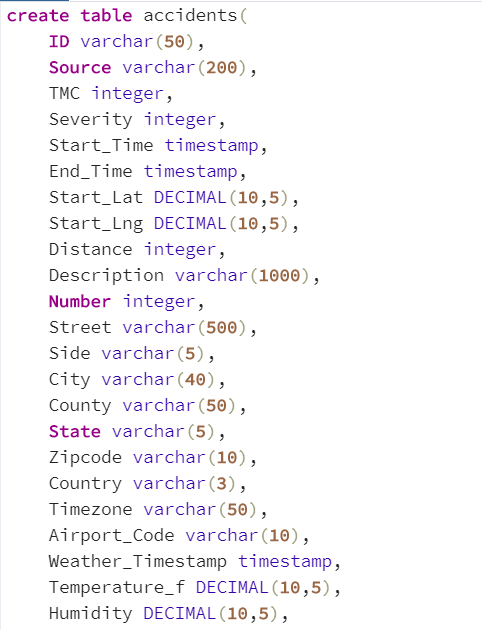 create table accidents(
ID varchar(50),
Source varchar(200),
TMC integer,
Severity integer,
Start_Time timestamp,
End_Time timestamp,
Start_Lat DECIMAL(10,5),
Start_Lng DECIMAL(10,5),
Distance integer,
Description varchar(1000),
Number integer,
Street varchar(500),
Side varchar(5),
City varchar(40),
County varchar(50),
State varchar(5),
Zipcode varchar(10),
Country varchar(3),
Timezone varchar(50),
Airport_Code varchar(10),
Weather_Timestamp timestamp,
Temperature_f DECIMAL(10,5),
Humidity DECIMAL(10,5),